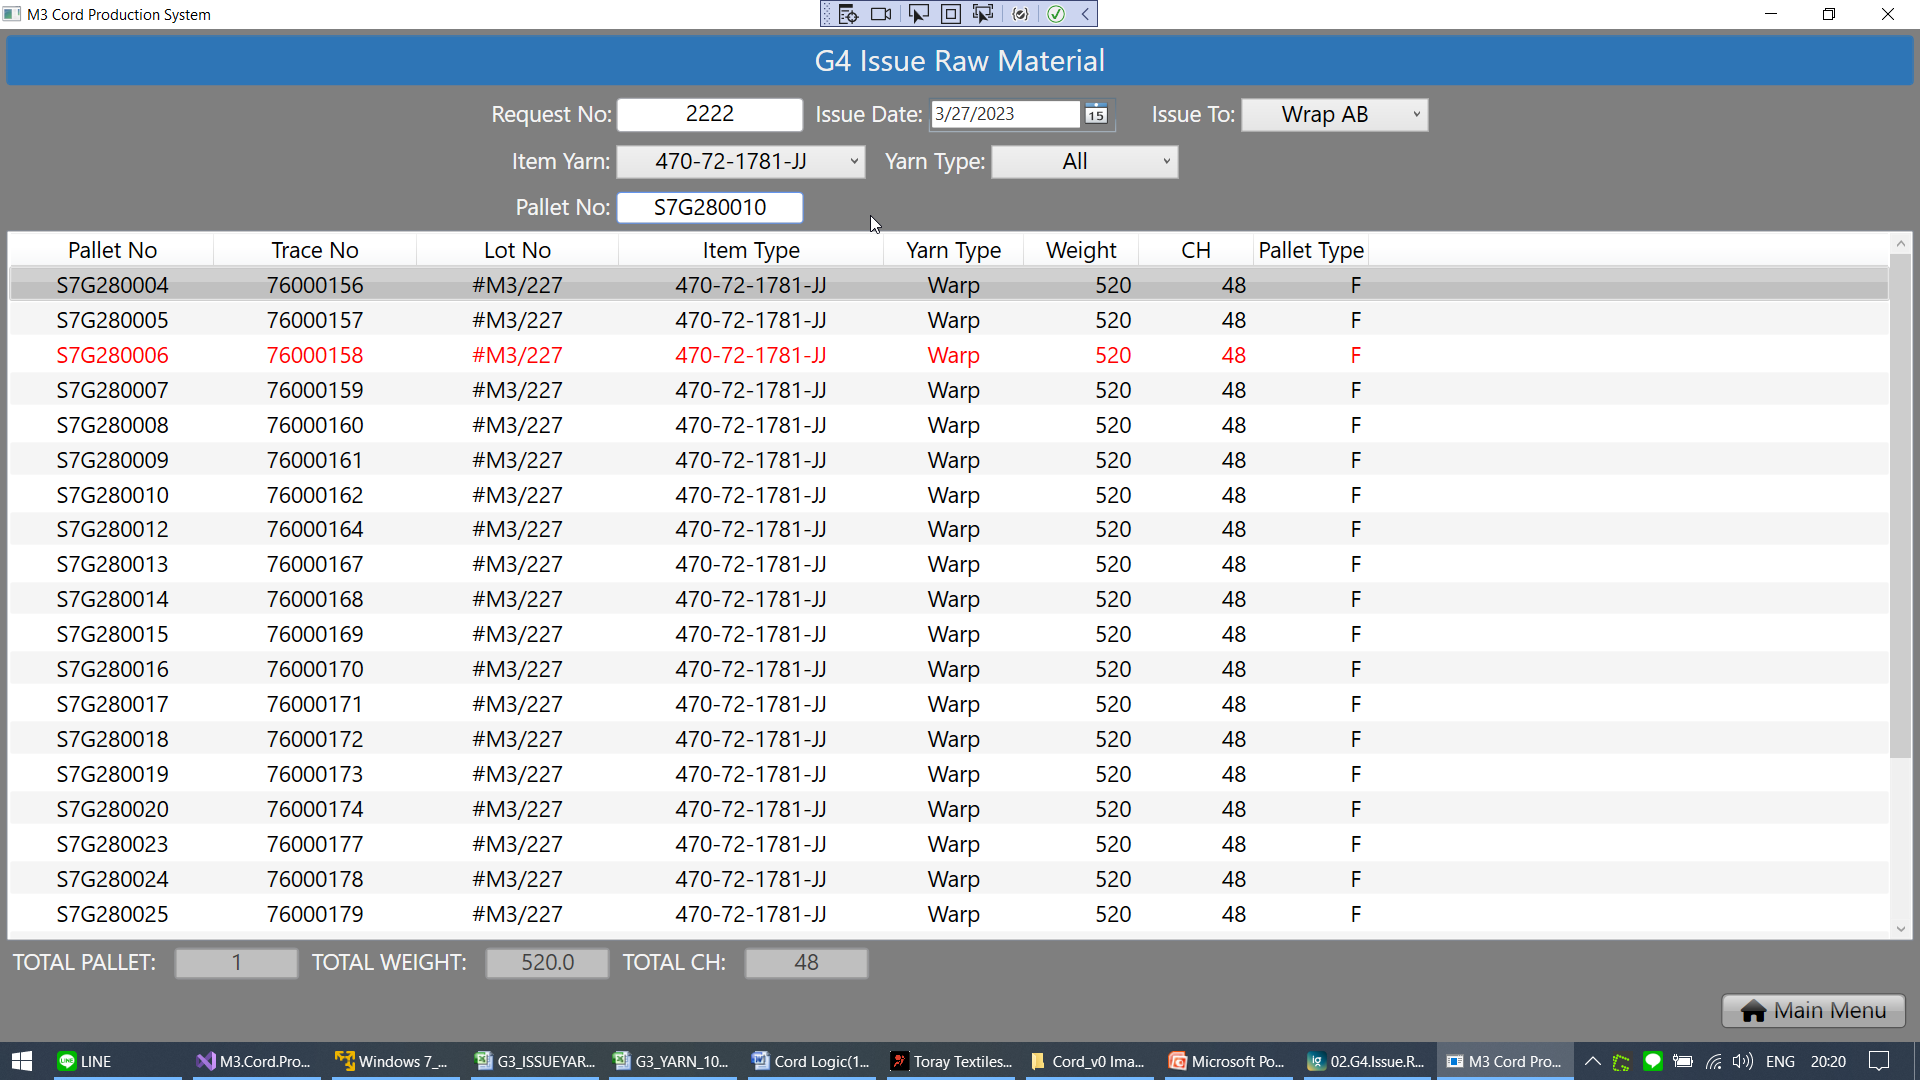 M3 Cord Production System
G4 Issue Raw Material
Request No: 2222 Issue Date: 3/27/2023 15 Issue To: Wrap AB
Item Yarn: 470-72-1781-JJ Yarn Type: All
Pallet No: S7G280010
Pallet No Trace No Lot No Item Type Yarn Type Weight CH Pallet Type
S7G280004 76000156 #M3/227 470-72-1781-JJ Warp 520 48 F
S7G280005 76000157 #M3/227 470-72-1781-JJ Warp 520 48 F
S7G280006 76000158 #M3/227 470-72-1781-JJ Warp 520 48 F
S7G280007 76000159 #M3/227 470-72-1781-JJ Warp 520 48 F
S7G280008 76000160 #M3/227 470-72-1781-JJ Warp 520 48 F
S7G280009 76000161 #M3/227 470-72-1781-JJ Warp 520 48 F
S7G280010 76000162 #M3/227 470-72-1781-JJ Warp 520 48 F
S7G280012 76000164 #M3/227 470-72-1781-JJ Warp 520 48 F
S7G280013 76000167 #M3/227 470-72-1781-JJ Warp 520 48 F
S7G280014 76000168 #M3/227 470-72-1781-JJ Warp 520 48 F
S7G280015 76000169 #M3/227 470-72-1781-JJ Warp 520 48 F
S7G280016 76000170 #M3/227 470-72-1781-JJ Warp 520 48 F
S7G280017 76000171 #M3/227 470-72-1781-JJ Warp 520 48 F
S7G280018 76000172 #M3/227 470-72-1781-JJ Warp 520 48 F
S7G280019 76000173 #M3/227 470-72-1781-JJ Warp 520 48 F
S7G280020 76000174 #M3/227 470-72-1781-JJ Warp 520 48 F
S7G280023 76000177 #M3/227 470-72-1781-JJ Warp 520 48 F
S7G280024 76000178 #M3/227 470-72-1781-JJ Warp 520 48 F
S7G280025 76000179 #M3/227 470-72-1781-JJ Warp 520 48 F
TOTAL PALLET: 1 TOTAL WEIGHT: 520.0 TOTAL CH: 48
Main Menu
LINE M3.Cord.Pro... Windows 7_... G3_ISSUEYAR... G3_YARN_10... Cord Logic(1... Toray Textiles... Cord_v0 Ima... Microsoft Po... 02.G4.Issue.R... M3 Cord Pro... ENG 20:20